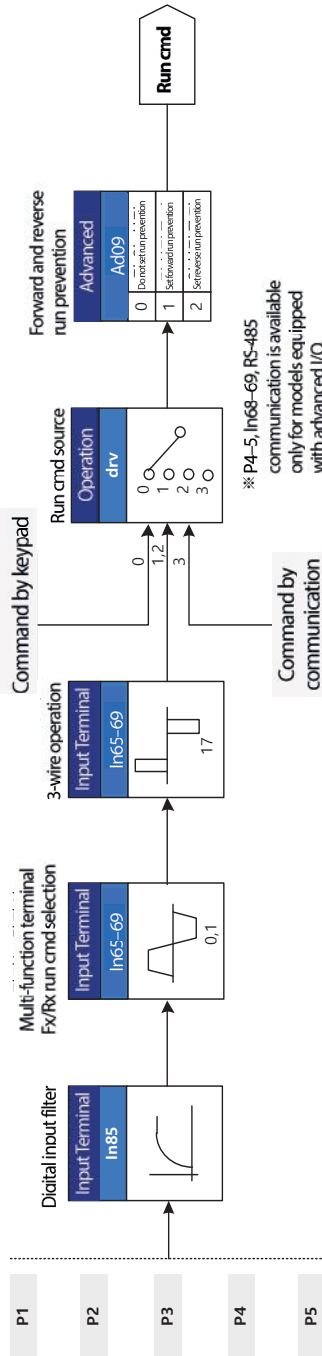 P1
P2
P3
P4
P5
Digital input filter
Input Terminal
In85
Multi-function terminal
Fx/Rx run cmd selection
Input Terminal
In65–69
0,1
3-wire operation
Input Terminal
In65–69
17
Command by keypad
0
1,2
3
Command by
communication
Run cmd source
Operation
drv
0
1
2
3
Forward and reverse
run prevention
Advanced
Ad09
0 Do not set run prevention
1 Set forward run prevention
2 Set reverse run prevention
Run cmd
※ P4–5, In68–69, RS-485
communication is available
only for models equipped
with advanced I/O